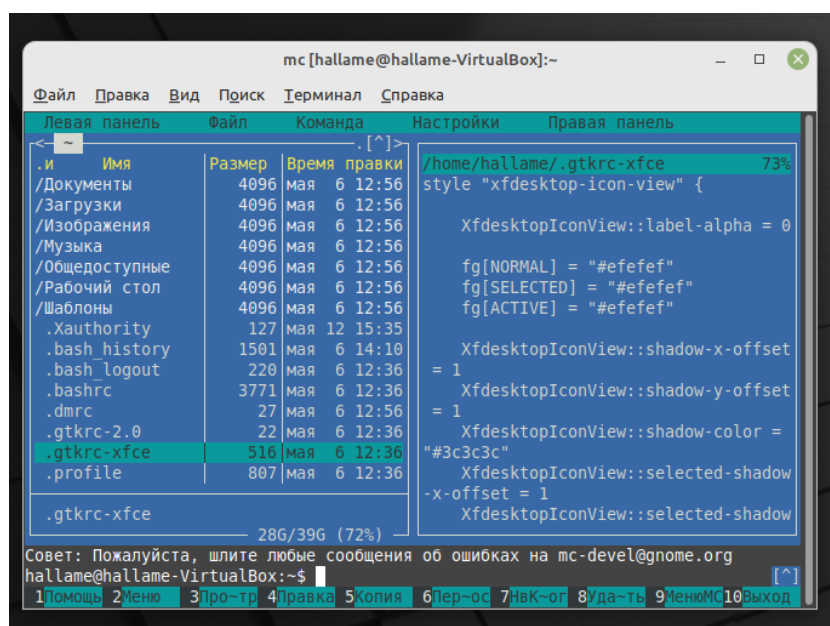 mc [hallame@hallame-VirtualBox]:~
Файл Правка Вид Поиск Терминал Справка
Левая панель Файл Команда Настройки Правая панель
<─ ~ ─.[^]>
.и Имя Размер Время правки
/Документы 4096 мая 6 12:56
/Загрузки 4096 мая 6 12:56
/Изображения 4096 мая 6 12:56
/Музыка 4096 мая 6 12:56
/Общедоступные 4096 мая 6 12:56
/Рабочий стол 4096 мая 6 12:56
/Шаблоны 4096 мая 6 12:56
.Xauthority 127 мая 12 15:35
.bash_history 1501 мая 6 14:10
.bash_logout 220 мая 6 12:36
.bashrc 3771 мая 6 12:36
.dmrc 27 мая 6 12:56
.gtkrc-2.0 22 мая 6 12:36
.gtkrc-xfce 516 мая 6 12:36
.profile 807 мая 6 12:36
.gtkrc-xfce
28G/39G (72%)
/home/hallame/.gtkrc-xfce 73%
style "xfdesktop-icon-view" {
XfdesktopIconView::label-alpha = 0
fg[NORMAL] = "#efefef"
fg[SELECTED] = "#efefef"
fg[ACTIVE] = "#efefef"
XfdesktopIconView::shadow-x-offset
= 1
XfdesktopIconView::shadow-y-offset
= 1
XfdesktopIconView::shadow-color =
"#3c3c3c"
XfdesktopIconView::selected-shadow
-x-offset = 1
XfdesktopIconView::selected-shadow
Совет: Пожалуйста, шлите любые сообщения об ошибках на mc-devel@gnome.org
hallame@hallame-VirtualBox:~$ [^]
1Помощь 2Меню 3Про~тр 4Правка 5Копия 6Пер~ос 7НвК~ог 8Уда~ть 9МенюМС 10Выход